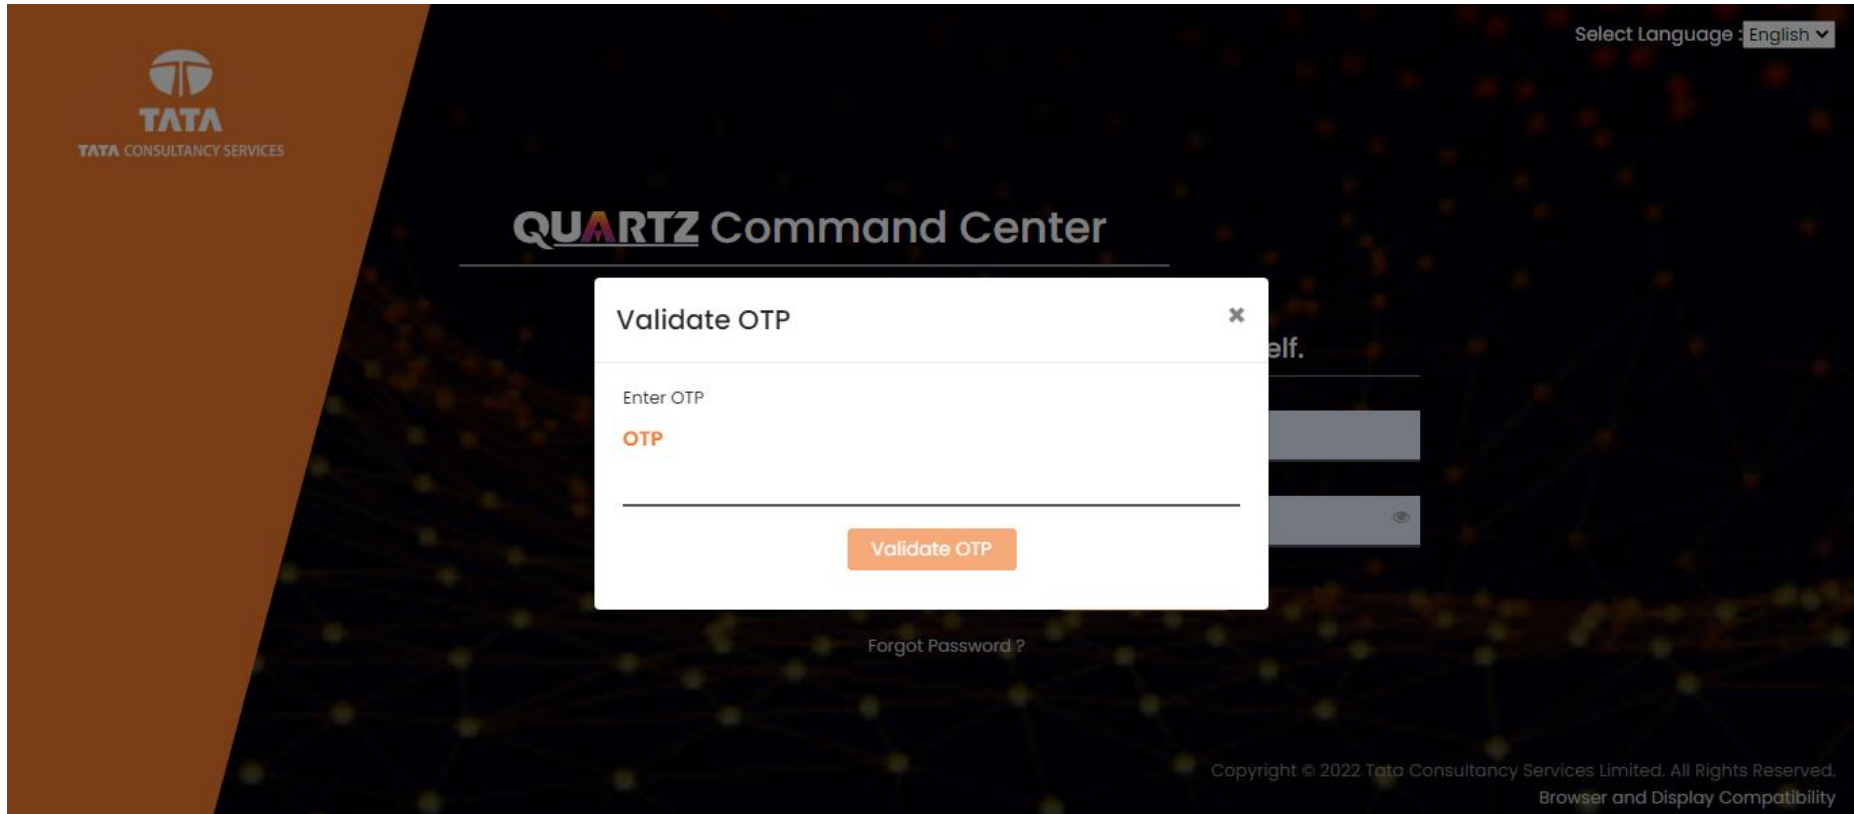 Select Language : English
TATA
TATA CONSULTANCY SERVICES
QUARTZ Command Center
Validate OTP
elf.
Enter OTP
OTP
Validate OTP
Forgot Password ?
Copyright © 2022 Tata Consultancy Services Limited. All Rights Reserved.
Browser and Display Compatibility